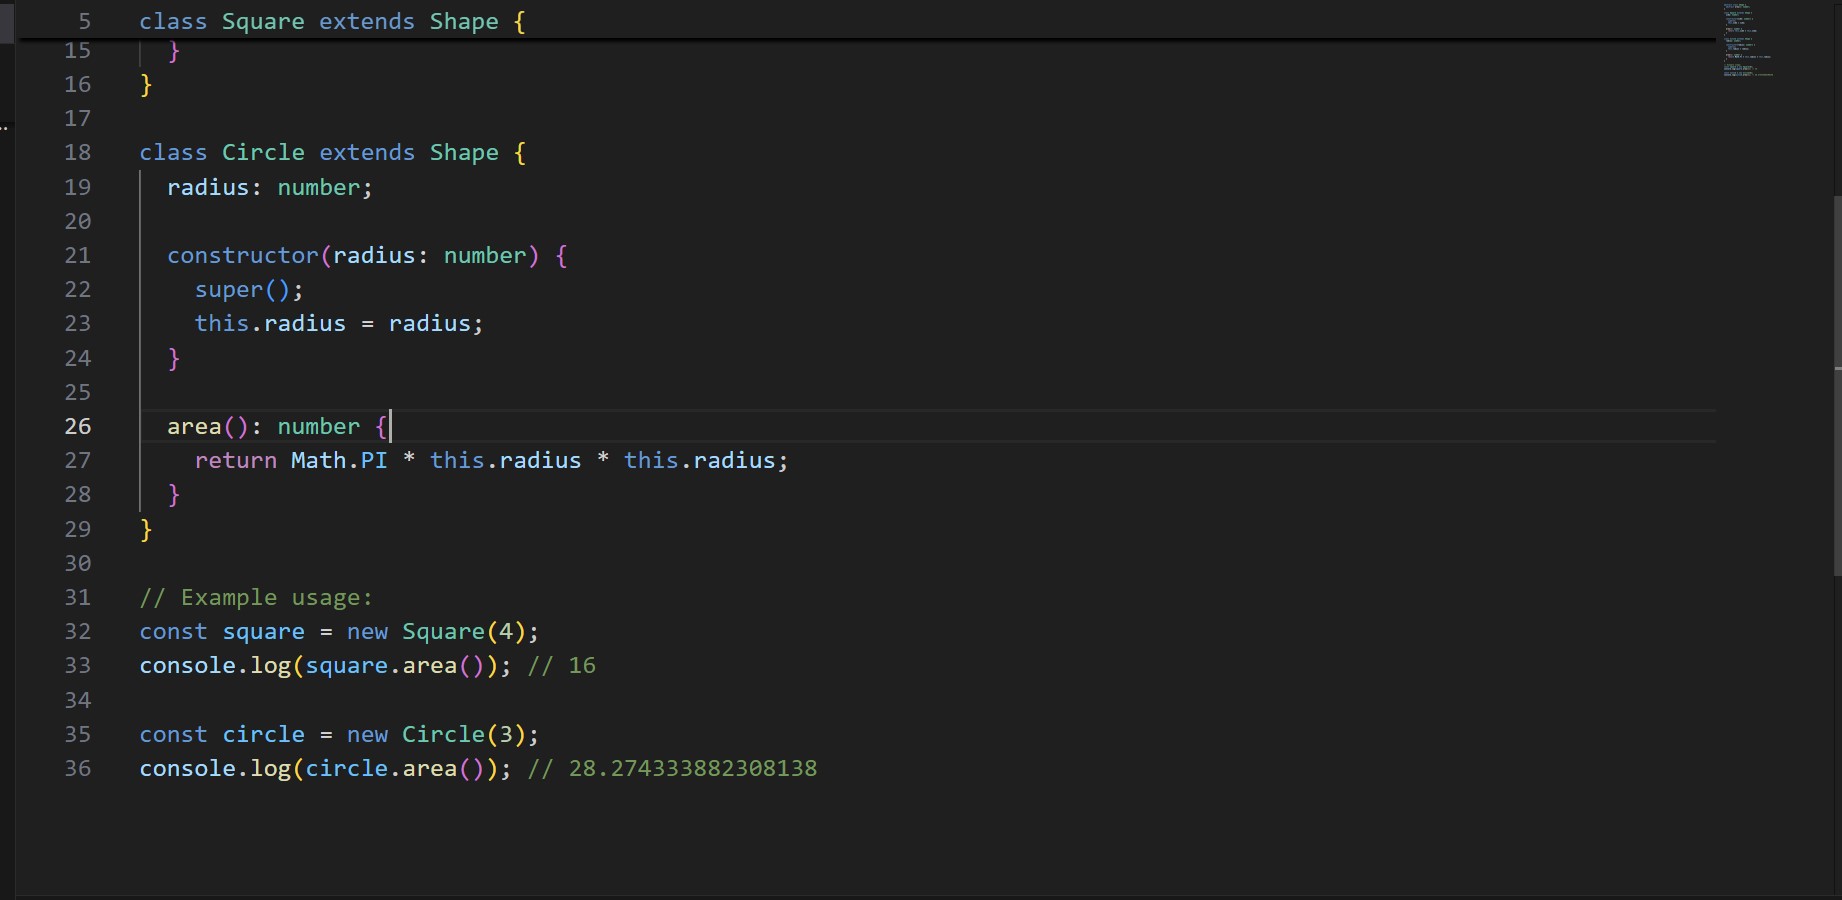 5 class Square extends Shape {
15 }
16 }
17
18 class Circle extends Shape {
19 radius: number;
20
21 constructor(radius: number) {
22 super();
23 this.radius = radius;
24 }
25
26 area(): number {
27 return Math.PI * this.radius * this.radius;
28 }
29 }
30
31 // Example usage:
32 const square = new Square(4);
33 console.log(square.area()); // 16
34
35 const circle = new Circle(3);
36 console.log(circle.area()); // 28.274333882308138